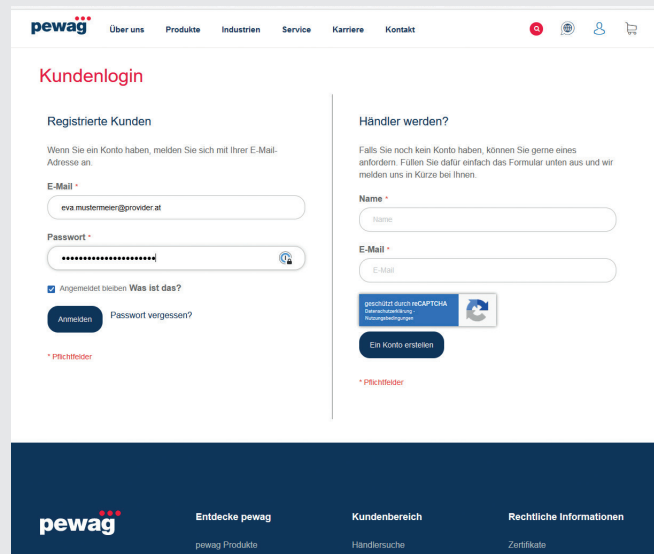 pewag
Über uns Produkte Industrien Service Karriere Kontakt
Kundenlogin
Registrierte Kunden
Wenn Sie ein Konto haben, melden Sie sich mit Ihrer E-Mail-
Adresse an.
E-Mail *
eva.mustermeier@provider.at
Passwort *
Angemeldet bleiben Was ist das?
Anmelden Passwort vergessen?
* Pflichtfelder
Händler werden?
Falls Sie noch kein Konto haben, können Sie gerne eines
anfordern. Füllen Sie dafür einfach das Formular unten aus und wir
melden uns in Kürze bei Ihnen.
Name *
Name
E-Mail *
E-Mail
geschützt durch reCAPTCHA
Datenschutzerklärung -
Nutzungsbedingungen
Ein Konto erstellen
* Pflichtfelder
pewag
Entdecke pewag
pewag Produkte
Kundenbereich
Händlersuche
Rechtliche Informationen
Zertifikate